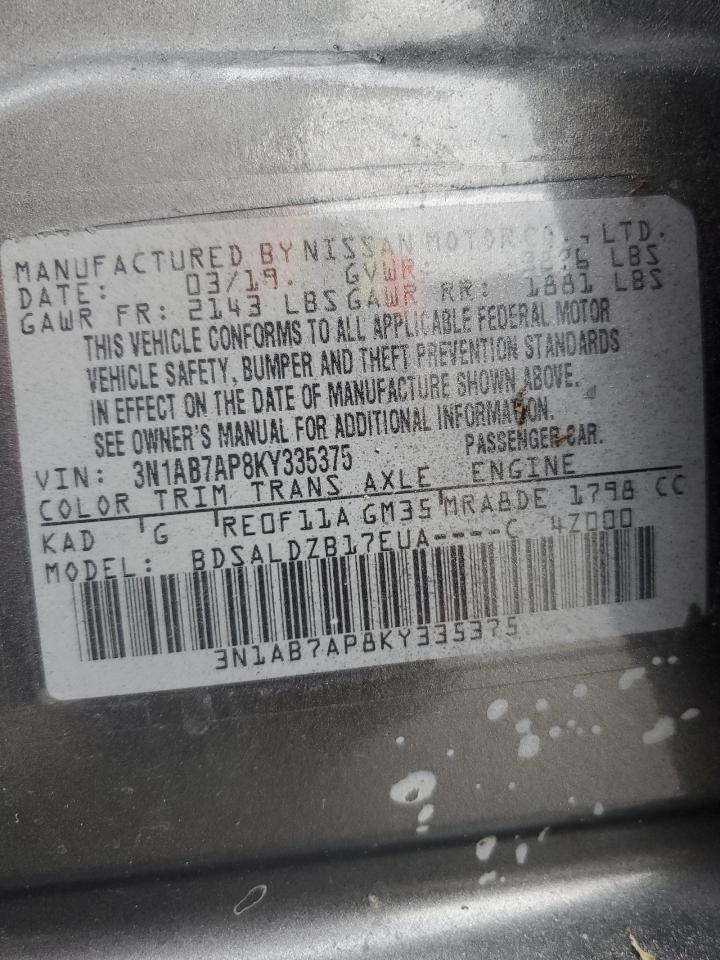 MANUFACTURED BY NISSAN MOTOR CO., LTD.
DATE: 03/19. GVWR: LBS
GAWR FR: 2143 LBS GAWR RR: 1881 LBS
THIS VEHICLE CONFORMS TO ALL APPLICABLE FEDERAL MOTOR
VEHICLE SAFETY, BUMPER AND THEFT PREVENTION STANDARDS
IN EFFECT ON THE DATE OF MANUFACTURE SHOWN ABOVE.
SEE OWNER'S MANUAL FOR ADDITIONAL INFORMATION.
VIN: 3N1AB7AP8KY335375 PASSENGER CAR.
COLOR TRIM TRANS AXLE ENGINE
KAD G RE0F11A GM35 MRA8DE 1798 CC
MODEL: BDSALDZB17EUA----C 4Z000
3N1AB7AP8KY335375